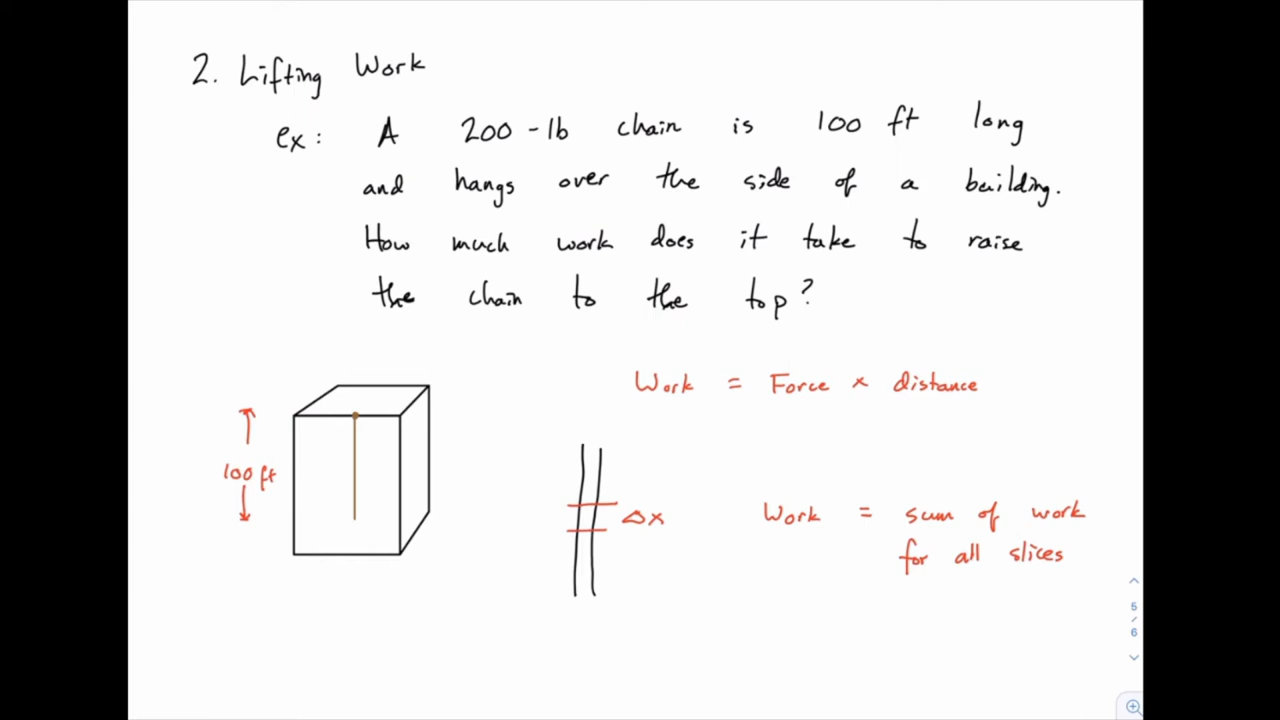 2. Lifting Work
ex: A 200-lb chain is 100 ft long
and hangs over the side of a building.
How much work does it take to raise
the chain to the top?
Work = Force × distance
100 ft
Δx
Work = sum of work
for all slices
5
/
6